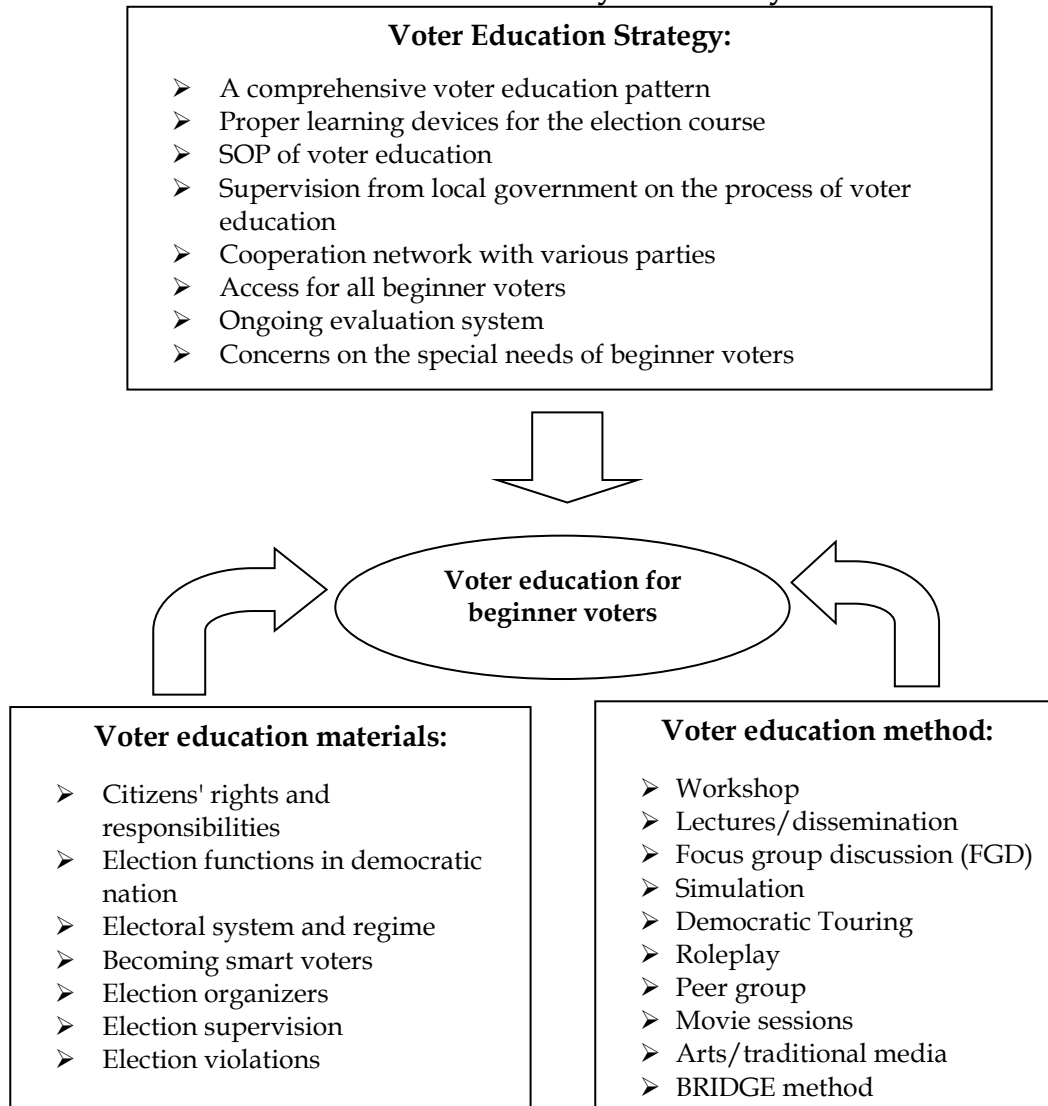 Voter Education Strategy:
➢ A comprehensive voter education pattern
➢ Proper learning devices for the election course
➢ SOP of voter education
➢ Supervision from local government on the process of voter
education
➢ Cooperation network with various parties
➢ Access for all beginner voters
➢ Ongoing evaluation system
➢ Concerns on the special needs of beginner voters
Voter education for
beginner voters
Voter education materials:
➢ Citizens' rights and
responsibilities
➢ Election functions in democratic
nation
➢ Electoral system and regime
➢ Becoming smart voters
➢ Election organizers
➢ Election supervision
➢ Election violations
Voter education method:
➢ Workshop
➢ Lectures/dissemination
➢ Focus group discussion (FGD)
➢ Simulation
➢ Democratic Touring
➢ Roleplay
➢ Peer group
➢ Movie sessions
➢ Arts/traditional media
➢ BRIDGE method